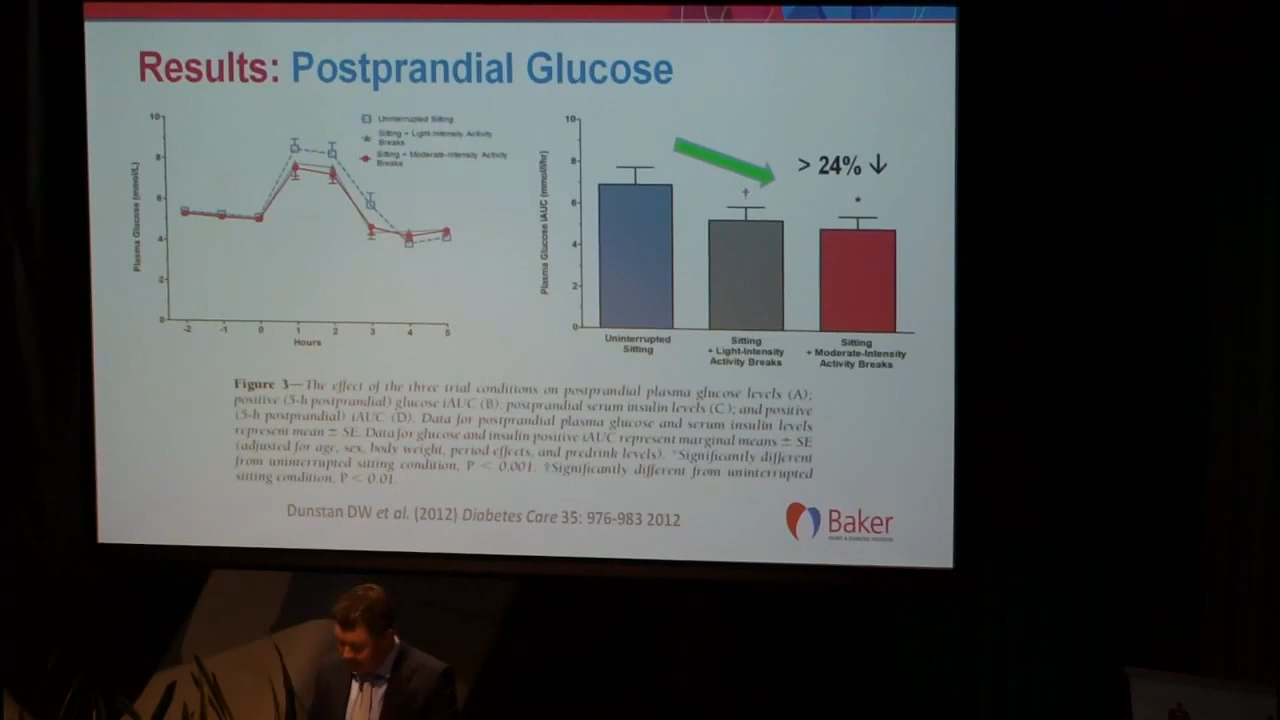 Results: Postprandial Glucose
10
8
6
4
2
0
Plasma Glucose (mmol/L)
-2 -1 0 1 2 3 4 5
Hours
Uninterrupted Sitting
Sitting + Light-Intensity Activity
Breaks
Sitting + Moderate-Intensity Activity
Breaks
10
8
6
4
2
0
Plasma Glucose iAUC (mmol/l/hr)
> 24% ↓
†
*
Uninterrupted
Sitting
Sitting
+ Light-Intensity
Activity Breaks
Sitting
+ Moderate-Intensity
Activity Breaks
Figure 3—The effect of the three trial conditions on postprandial plasma glucose levels (A);
positive (5-h postprandial) glucose iAUC (B); postprandial serum insulin levels (C); and positive
(5-h postprandial) iAUC (D). Data for postprandial plasma glucose and serum insulin levels
represent mean ± SE. Data for glucose and insulin positive iAUC represent marginal means ± SE
(adjusted for age, sex, body weight, period effects, and predrink levels). *Significantly different
from uninterrupted sitting condition, P < 0.001. †Significantly different from uninterrupted
sitting condition, P < 0.01.
Dunstan DW et al. (2012) Diabetes Care 35: 976-983 2012
Baker